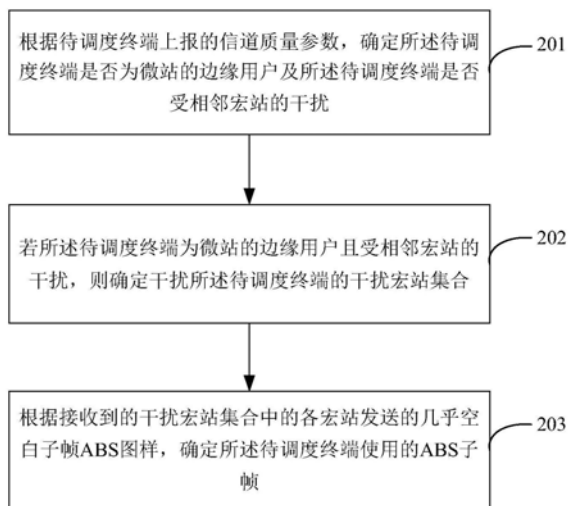 根据待调度终端上报的信道质量参数，确定所述待调
度终端是否为微站的边缘用户及所述待调度终端是否
受相邻宏站的干扰
201
若所述待调度终端为微站的边缘用户且受相邻宏站的
干扰，则确定干扰所述待调度终端的干扰宏站集合
202
根据接收到的干扰宏站集合中的各宏站发送的几乎空
白子帧ABS图样，确定所述待调度终端使用的ABS子
帧
203